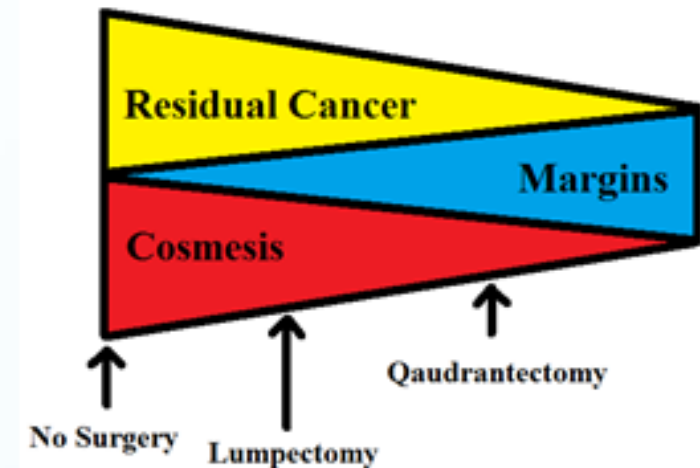 Residual Cancer
Margins
Cosmesis
Qaudrantectomy
No Surgery
Lumpectomy